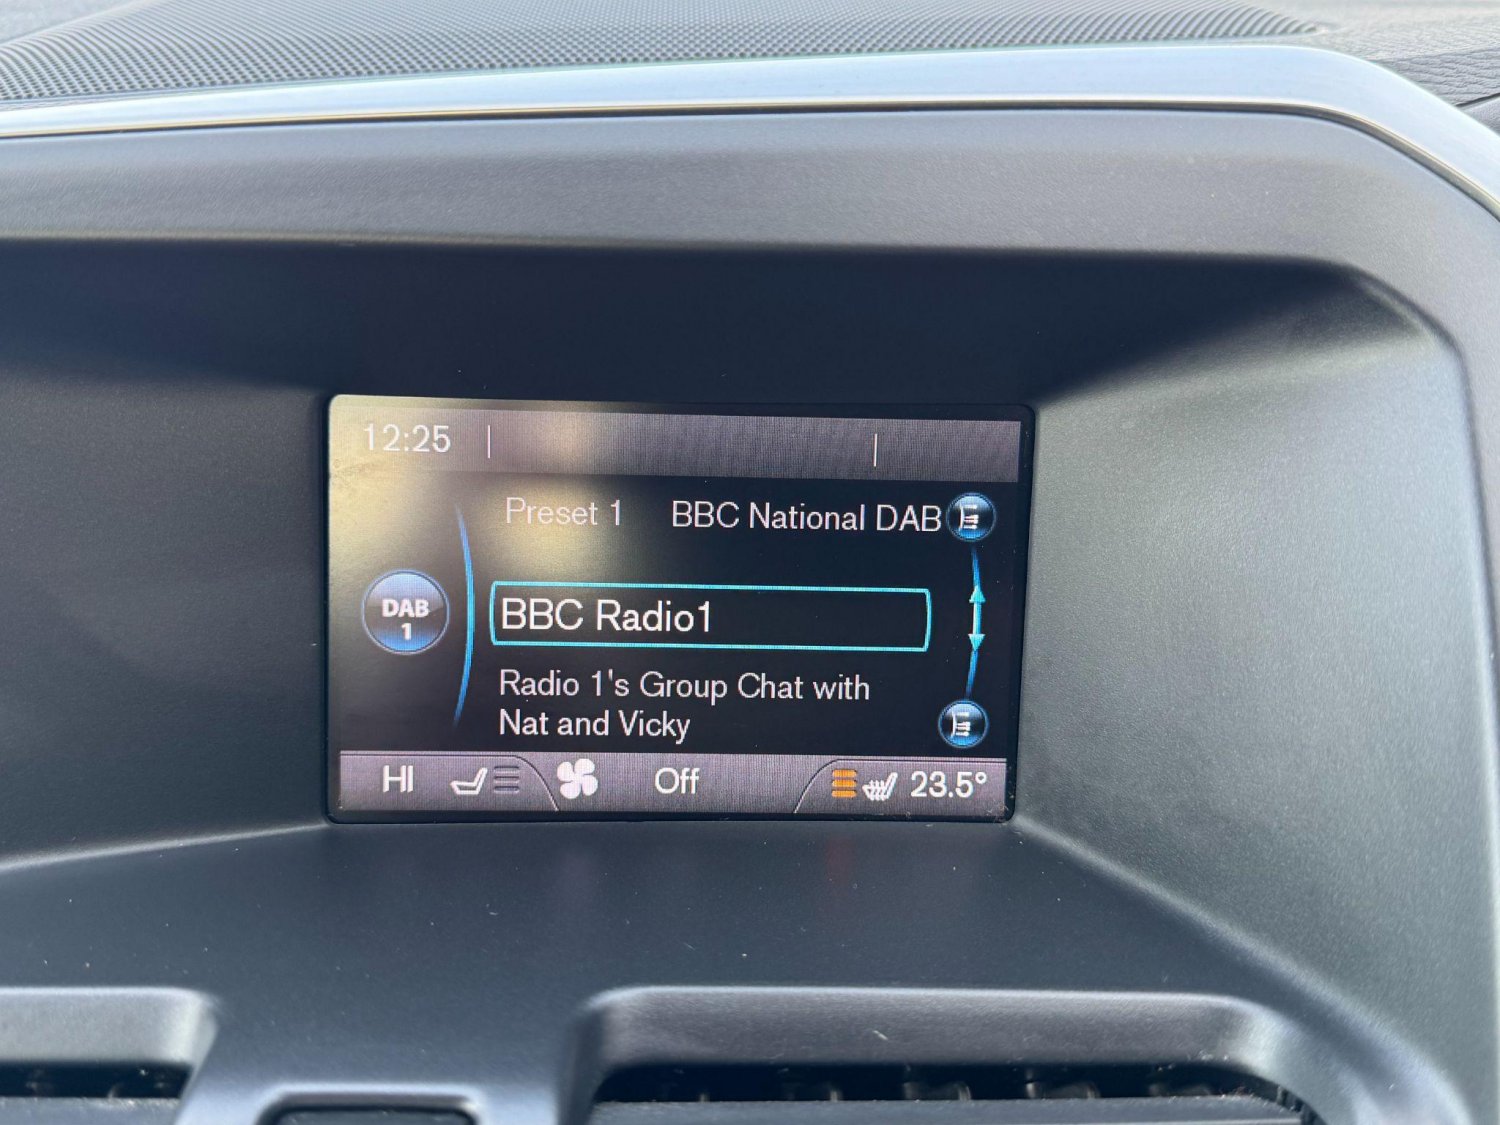 12:25
Preset 1 BBC National DAB
DAB
1
BBC Radio1
Radio 1's Group Chat with
Nat and Vicky
HI Off 23.5°